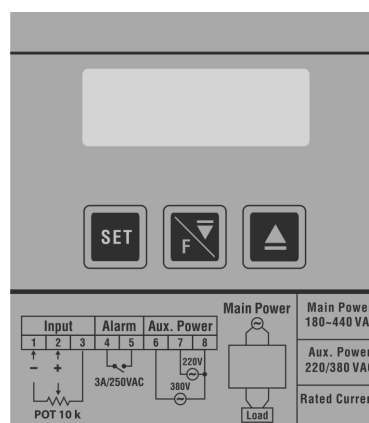 SET
F
Input Alarm Aux. Power
1 2 3 4 5 6 7 8
- +
POT 10 k
3A/250VAC
220V
380V
Main Power
Load
Main Powe
180~440 VA
Aux. Power
220/380 VA
Rated Curre